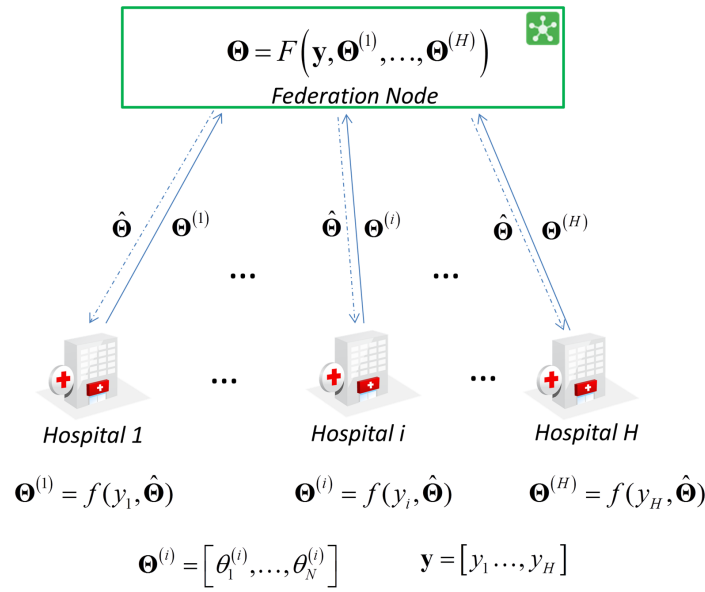 Θ = F(y, Θ^(1), ..., Θ^(H))
Federation Node
Θ̂ Θ^(1) Θ̂ Θ^(i) Θ̂ Θ^(H)
... ...
... ...
Hospital 1 Hospital i Hospital H
Θ^(1) = f(y_1, Θ̂) Θ^(i) = f(y_i, Θ̂) Θ^(H) = f(y_H, Θ̂)
Θ^(i) = [θ_1^(i), ..., θ_N^(i)] y = [y_1 ..., y_H]